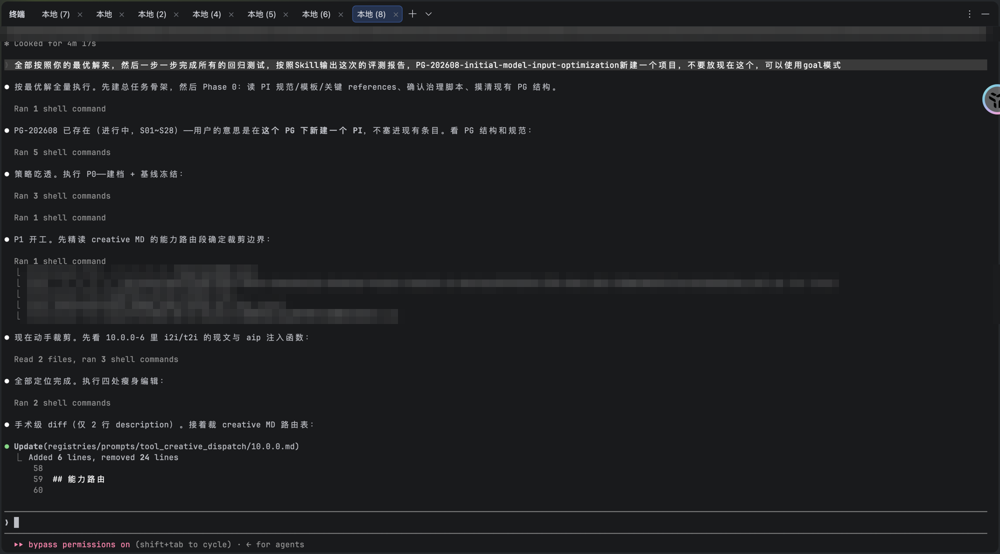 终端 本地 (7) × 本地 × 本地 (2) × 本地 (4) × 本地 (5) × 本地 (6) × 本地 (8) ×
✻ Cooked for 4m 17s
❯ 全部按照你的最优解来，然后一步一步完成所有的回归测试，按照Skill输出这次的评测报告，PG-202608-initial-model-input-optimization新建一个项目，不要放现在这个，可以使用goal模式
● 按最优解全量执行。先建总任务骨架，然后 Phase 0：读 PI 规范/模板/关键 references、确认治理脚本、摸清现有 PG 结构。
Ran 1 shell command
● PG-202608 已存在（进行中，S01~S28）——用户的意思是在这个 PG 下新建一个 PI，不塞进现有条目。看 PG 结构和规范：
Ran 5 shell commands
● 策略吃透。执行 P0——建档 + 基线冻结：
Ran 3 shell commands
Ran 1 shell command
● P1 开工。先精读 creative MD 的能力路由段确定裁剪边界：
Ran 1 shell command
● 现在动手裁剪。先看 10.0.0-6 里 i2i/t2i 的现文与 aip 注入函数：
Read 2 files, ran 3 shell commands
● 全部定位完成。执行四处瘦身编辑：
Ran 2 shell commands
● 手术级 diff（仅 2 行 description）。接着裁 creative MD 路由表：
● Update(registries/prompts/tool_creative_dispatch/10.0.0.md)
⎿ Added 6 lines, removed 24 lines
58
59 ## 能力路由
60
❯
⏵⏵ bypass permissions on (shift+tab to cycle) · ← for agents